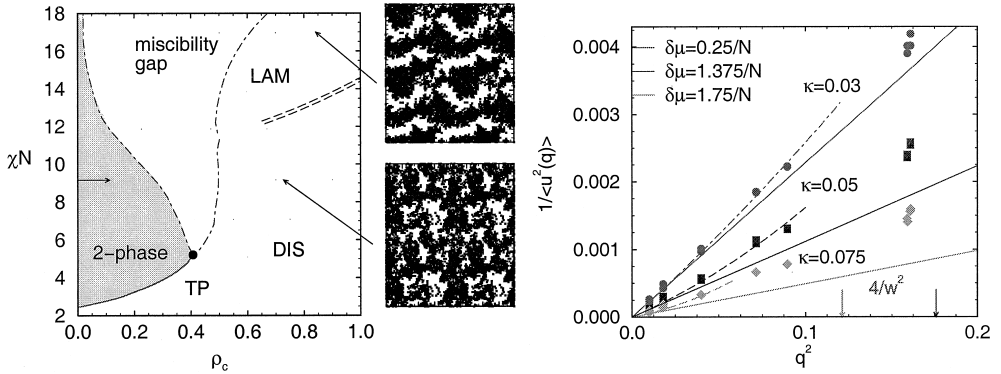 18
16
14
12
10
8
6
4
2
χN
miscibility
gap
LAM
2−phase
TP
DIS
0.0 0.2 0.4 0.6 0.8 1.0
ρc
0.004
0.003
0.002
0.001
0.000
1/<u²(q)>
δμ=0.25/N
δμ=1.375/N
δμ=1.75/N
κ=0.03
κ=0.05
κ=0.075
4/w²
0.0 0.1 0.2
q²